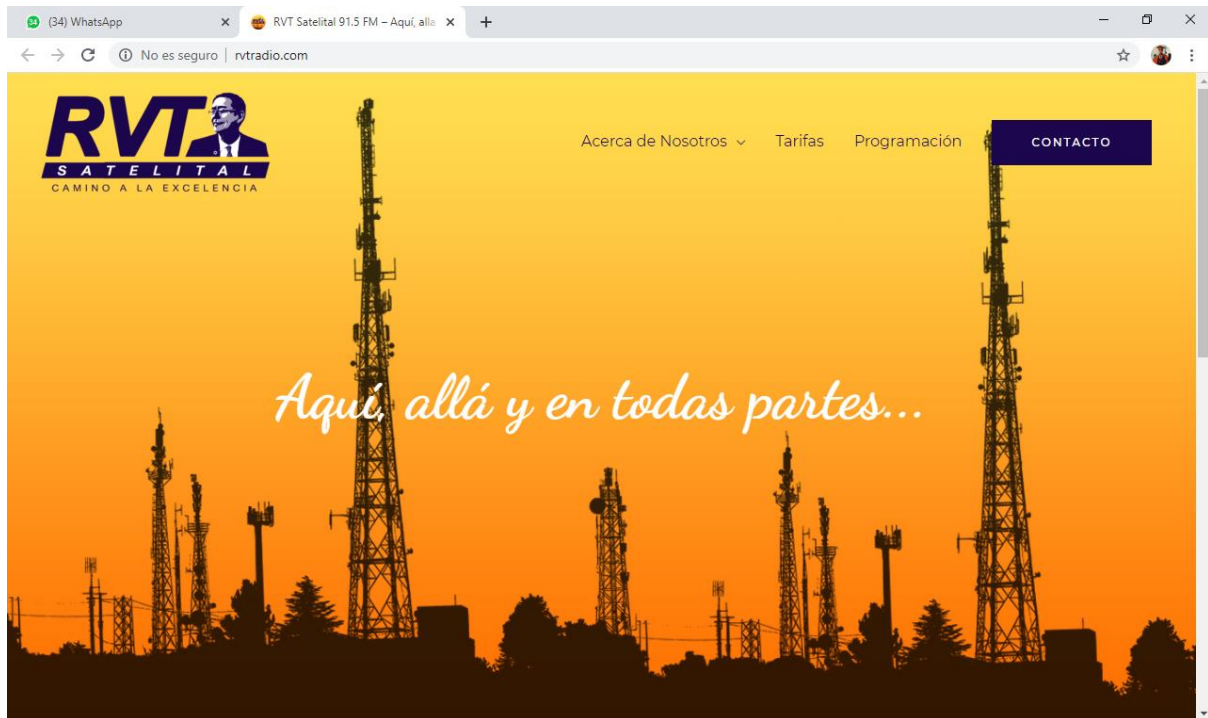 (34) WhatsApp
RVT Satelital 91.5 FM – Aquí, alla
No es seguro | rvtradio.com
RVT
SATELITAL
CAMINO A LA EXCELENCIA
Acerca de Nosotros
Tarifas
Programación
CONTACTO
Aquí, allá y en todas partes...